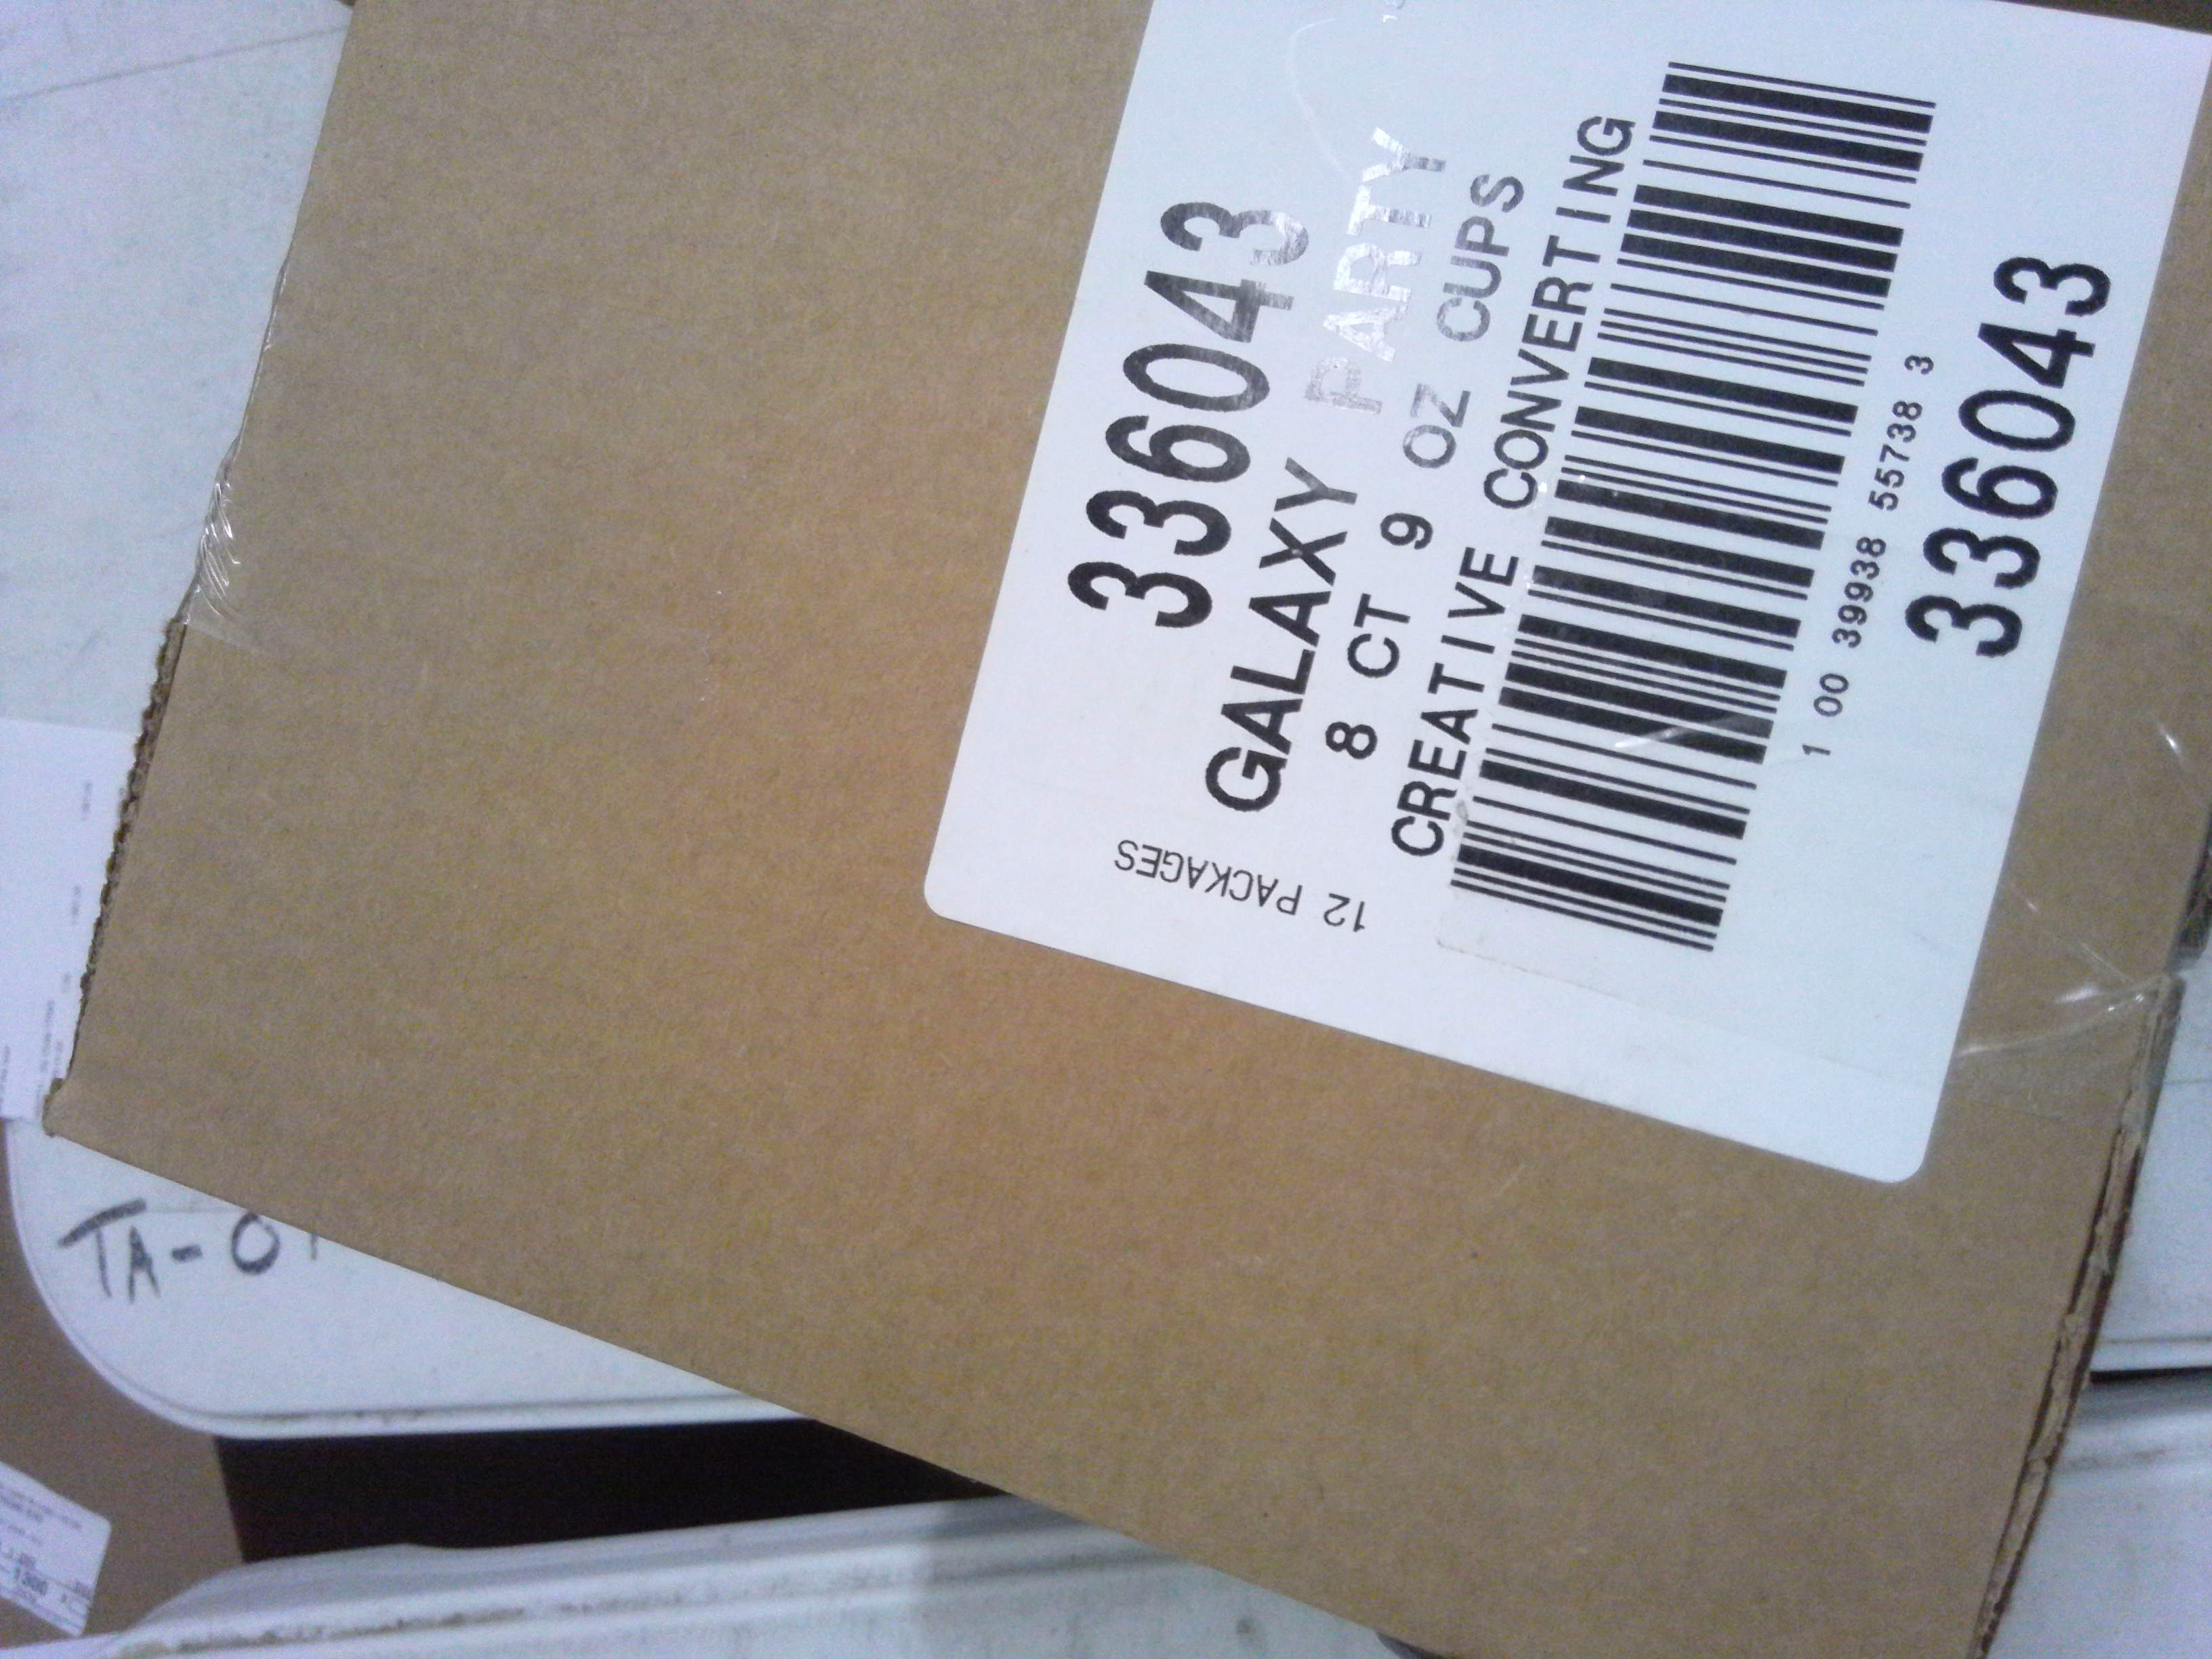 336043
GALAXY PARTY
8 CT 9 OZ CUPS
CREATIVE CONVERTING
1 00 39938 55738 3
336043
12 PACKAGES
TA-0